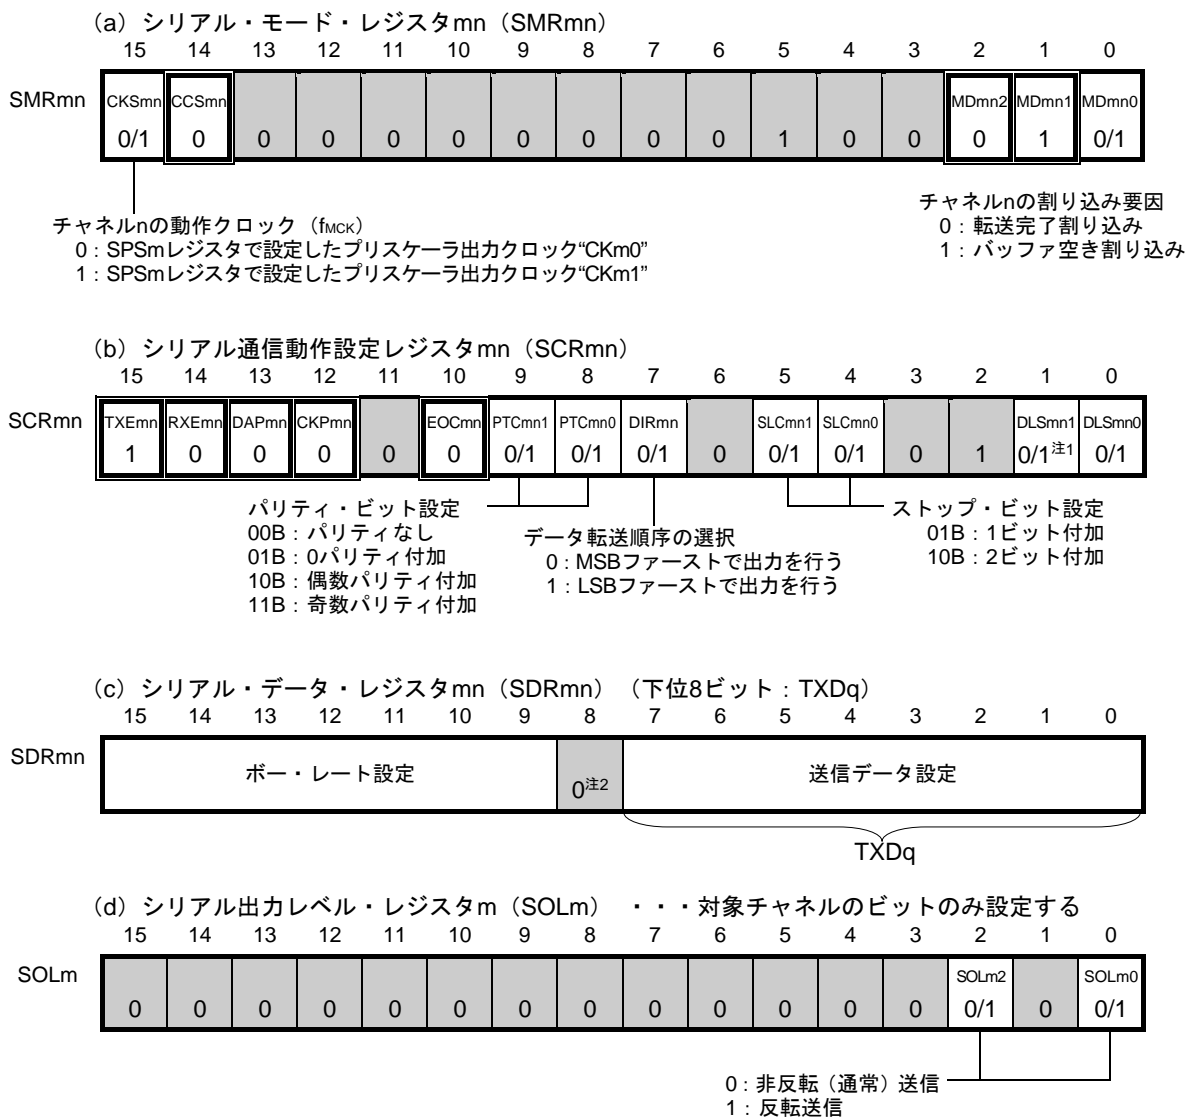 (a) シリアル・モード・レジスタmn（SMRmn）
15 14 13 12 11 10 9 8 7 6 5 4 3 2 1 0
SMRmn CKSmn CCSmn MDmn2 MDmn1 MDmn0
0/1 0 0 0 0 0 0 0 0 0 1 0 0 0 1 0/1
チャネルnの動作クロック（fMCK）
0：SPSmレジスタで設定したプリスケーラ出力クロック“CKm0”
1：SPSmレジスタで設定したプリスケーラ出力クロック“CKm1”
チャネルnの割り込み要因
0：転送完了割り込み
1：バッファ空き割り込み
(b) シリアル通信動作設定レジスタmn（SCRmn）
15 14 13 12 11 10 9 8 7 6 5 4 3 2 1 0
SCRmn TXEmn RXEmn DAPmn CKPmn EOCmn PTCmn1 PTCmn0 DIRmn SLCmn1 SLCmn0 DLSmn1 DLSmn0
1 0 0 0 0 0 0/1 0/1 0/1 0 0/1 0/1 0 1 0/1注1 0/1
パリティ・ビット設定
00B：パリティなし
01B：0パリティ付加
10B：偶数パリティ付加
11B：奇数パリティ付加
データ転送順序の選択
0：MSBファーストで出力を行う
1：LSBファーストで出力を行う
ストップ・ビット設定
01B：1ビット付加
10B：2ビット付加
(c) シリアル・データ・レジスタmn（SDRmn）（下位8ビット：TXDq）
15 14 13 12 11 10 9 8 7 6 5 4 3 2 1 0
SDRmn ボー・レート設定 0注2 送信データ設定
TXDq
(d) シリアル出力レベル・レジスタm（SOLm） ・・・対象チャネルのビットのみ設定する
15 14 13 12 11 10 9 8 7 6 5 4 3 2 1 0
SOLm SOLm2 SOLm0
0 0 0 0 0 0 0 0 0 0 0 0 0 0/1 0 0/1
0：非反転（通常）送信
1：反転送信